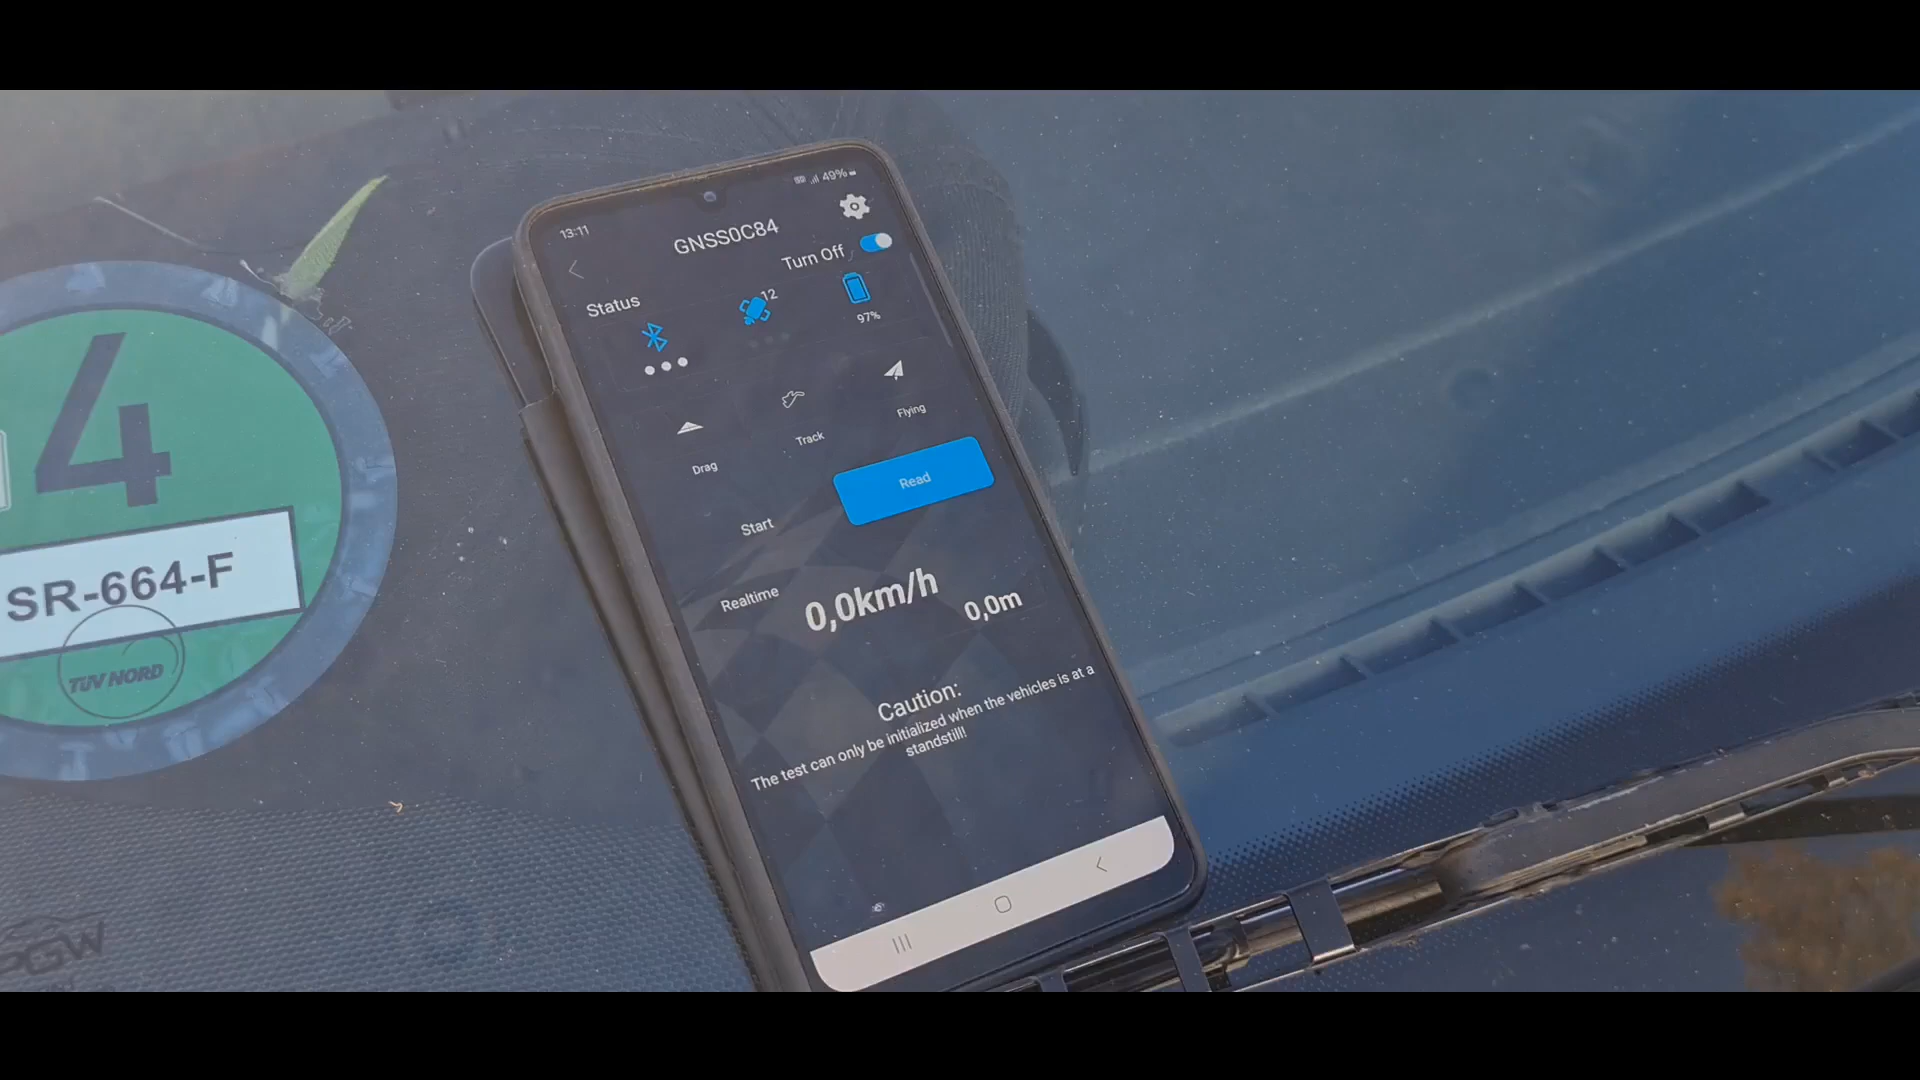 4
SR-664-F
TÜV NORD
PGW
13:11
49%
GNSS0C84
Turn Off
Status
12
97%
Drag
Track
Flying
Start
Read
Realtime
0,0km/h
0,0m
Caution:
The test can only be initialized when the vehicles is at a
standstill!